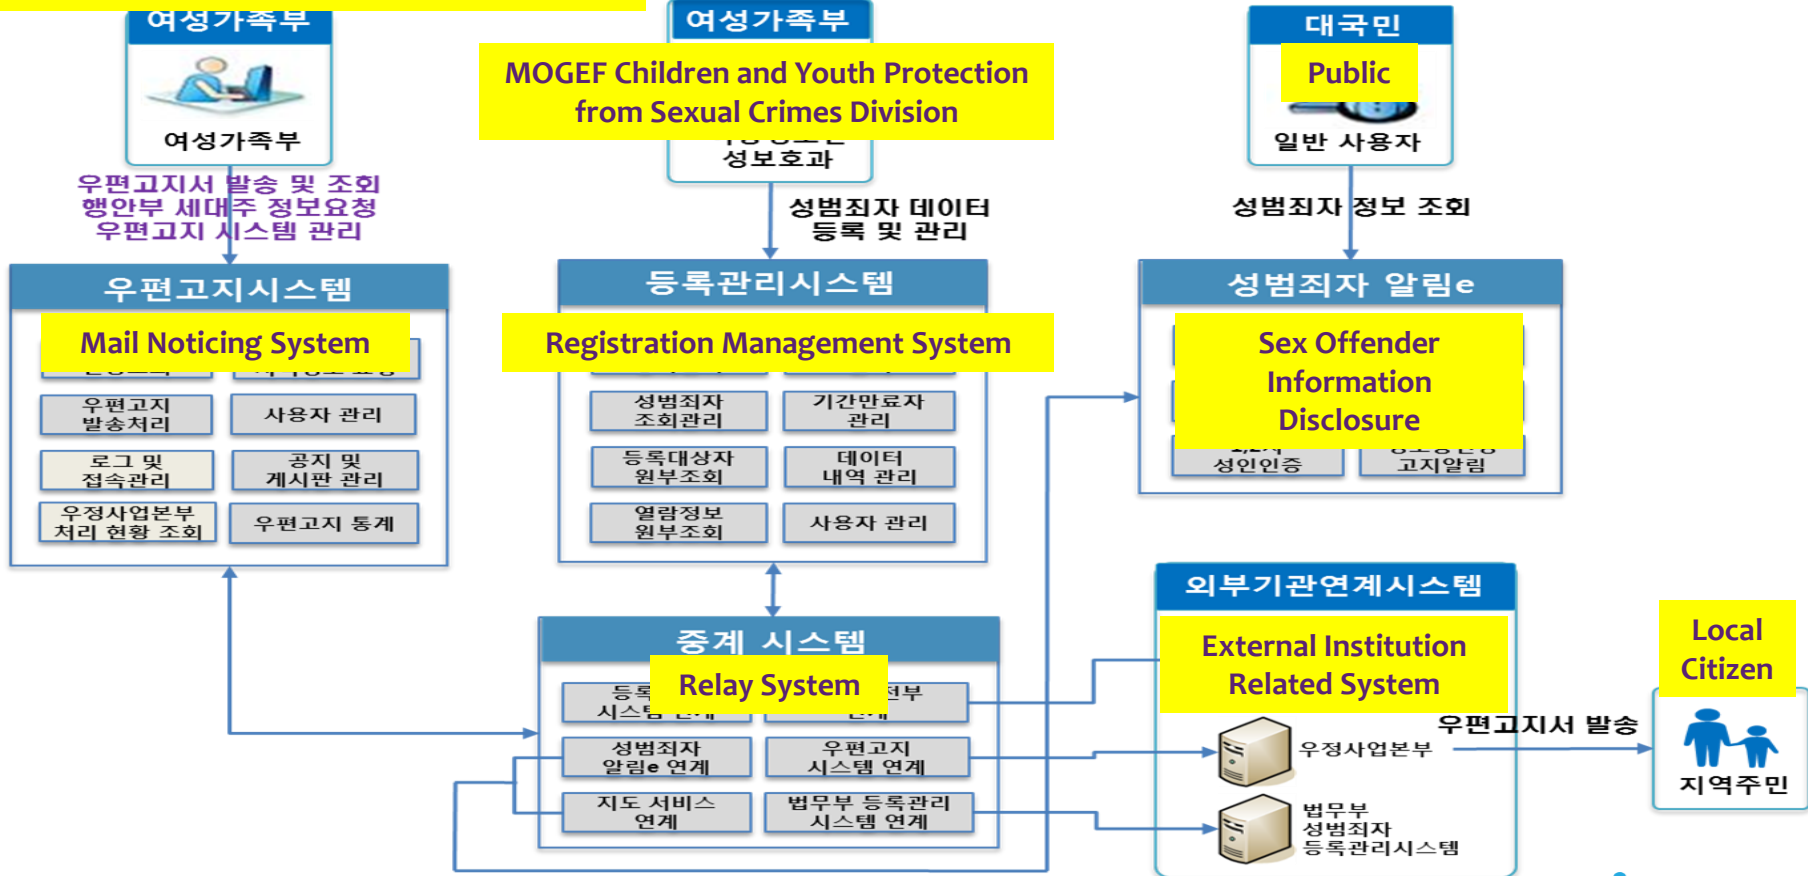 여성가족부
여성가족부
우편고지서 발송 및 조회
행안부 세대주 정보요청
우편고지 시스템 관리
우편고지시스템
Mail Noticing System
우편고지
발송처리
사용자 관리
로그 및
접속관리
공지 및
게시판 관리
우정사업본부
처리 현황 조회
우편고지 통계
여성가족부
MOGEF Children and Youth Protection
from Sexual Crimes Division
성보호과
성범죄자 데이터
등록 및 관리
등록관리시스템
Registration Management System
성범죄자
조회관리
기간만료자
관리
등록대상자
원부조회
데이터
내역 관리
열람정보
원부조회
사용자 관리
대국민
Public
일반 사용자
성범죄자 정보 조회
성범죄자 알림e
Sex Offender
Information
Disclosure
성인인증
고지알림
중계 시스템
Relay System
성범죄자
알림e 연계
우편고지
시스템 연계
지도 서비스
연계
법무부 등록관리
시스템 연계
외부기관연계시스템
External Institution
Related System
우정사업본부
법무부
성범죄자
등록관리시스템
우편고지서 발송
Local
Citizen
지역주민